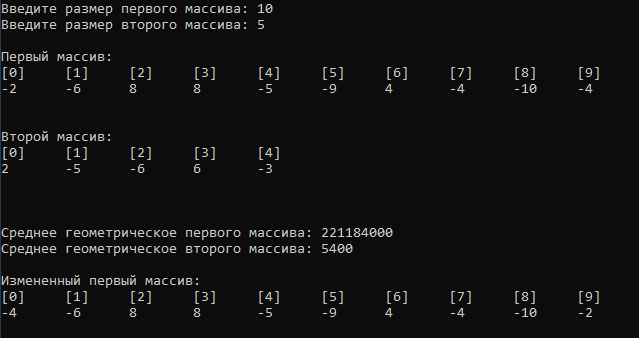 Введите размер первого массива: 10
Введите размер второго массива: 5
Первый массив:
[0] [1] [2] [3] [4] [5] [6] [7] [8] [9]
-2 -6 8 8 -5 -9 4 -4 -10 -4
Второй массив:
[0] [1] [2] [3] [4]
2 -5 -6 6 -3
Среднее геометрическое первого массива: 221184000
Среднее геометрическое второго массива: 5400
Измененный первый массив:
[0] [1] [2] [3] [4] [5] [6] [7] [8] [9]
-4 -6 8 8 -5 -9 4 -4 -10 -2